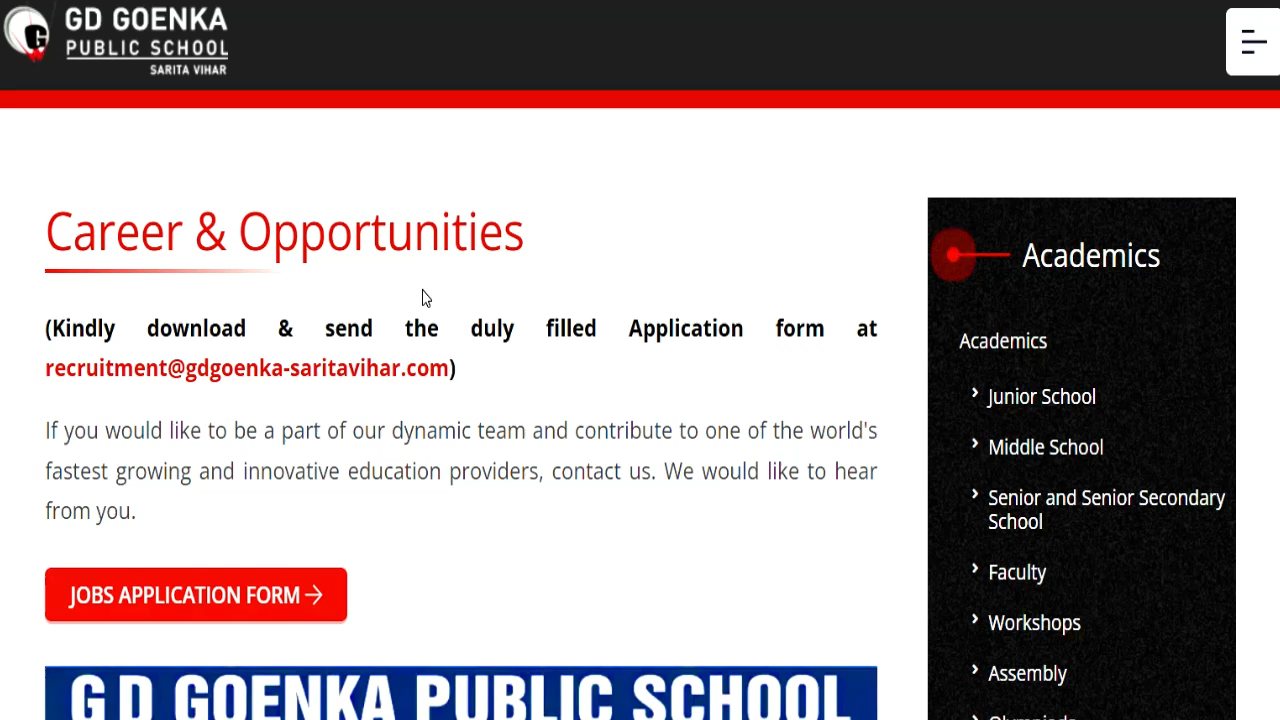 GD GOENKA
PUBLIC SCHOOL
SARITA VIHAR
Career & Opportunities
(Kindly download & send the duly filled Application form at
recruitment@gdgoenka-saritavihar.com)
If you would like to be a part of our dynamic team and contribute to one of the world's
fastest growing and innovative education providers, contact us. We would like to hear
from you.
JOBS APPLICATION FORM
G D GOENKA PUBLIC SCHOOL
Academics
Academics
Junior School
Middle School
Senior and Senior Secondary
School
Faculty
Workshops
Assembly